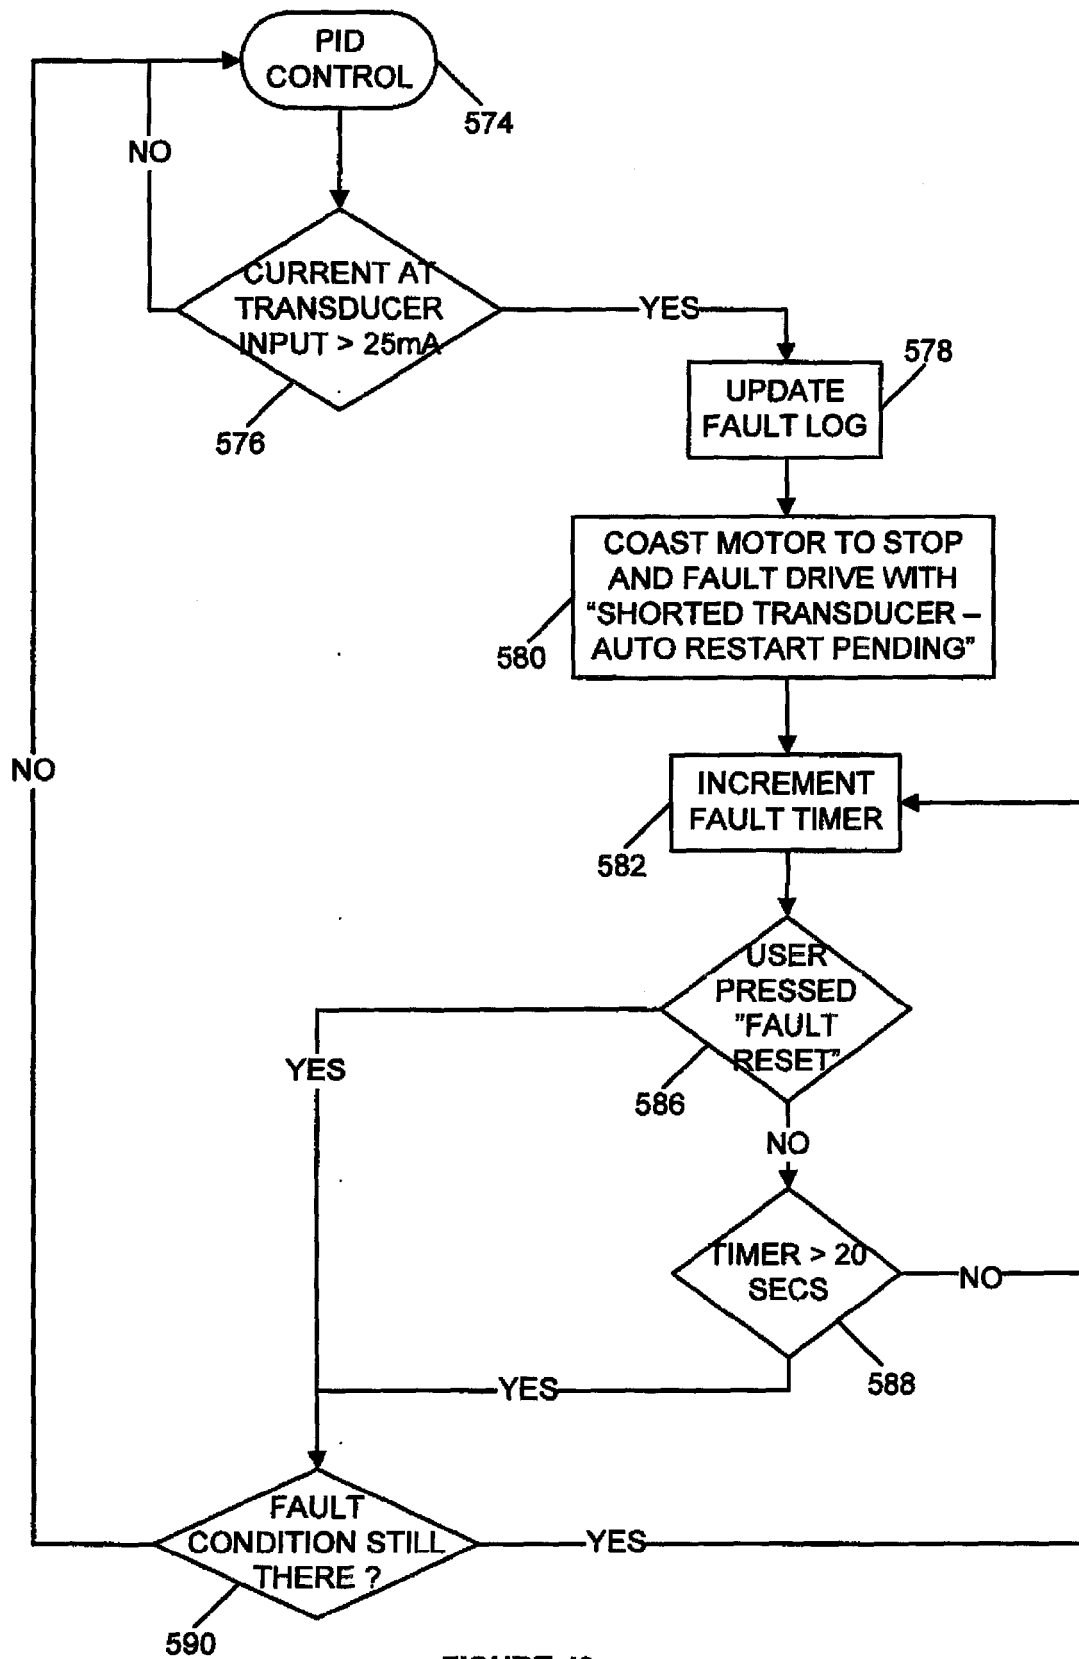 PID
CONTROL
574
NO
CURRENT AT
TRANSDUCER
INPUT > 25mA
576
YES
578
UPDATE
FAULT LOG
COAST MOTOR TO STOP
AND FAULT DRIVE WITH
“SHORTED TRANSDUCER –
AUTO RESTART PENDING”
580
NO
INCREMENT
FAULT TIMER
582
USER
PRESSED
”FAULT
RESET”
586
YES
NO
TIMER > 20
SECS
NO
588
YES
FAULT
CONDITION STILL
THERE ?
YES
590